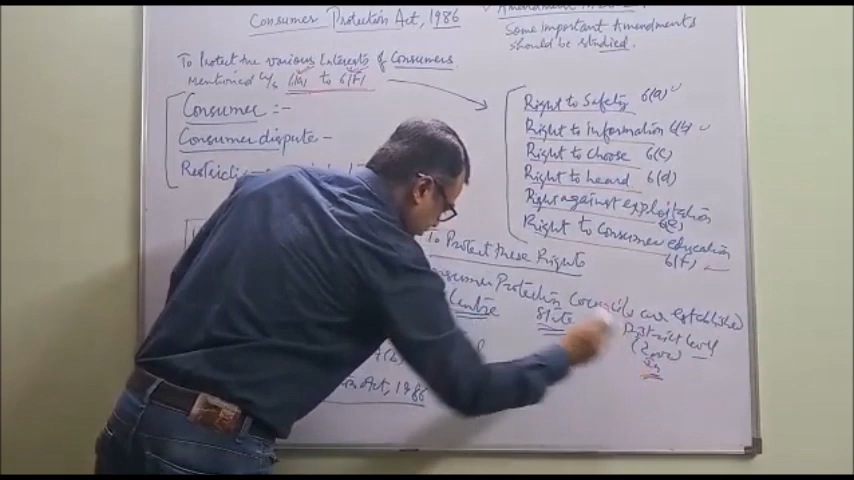 Consumer Protection Act, 1986
Some important Amendments
should be studied.
To Protect the various Interests of Consumers
Mentioned u/s 6(a) to 6(F)
Consumer :-
Consumer dispute -
Right to Safety 6(a)
Right to Information 6(b)
Right to choose 6(c)
Right to heard 6(d)
Right against exploitation
6(e)
Right to Consumer education
6(F)
To Protect these Rights
Consumer Protection Councils are established
Centre State District level
Act, 1986